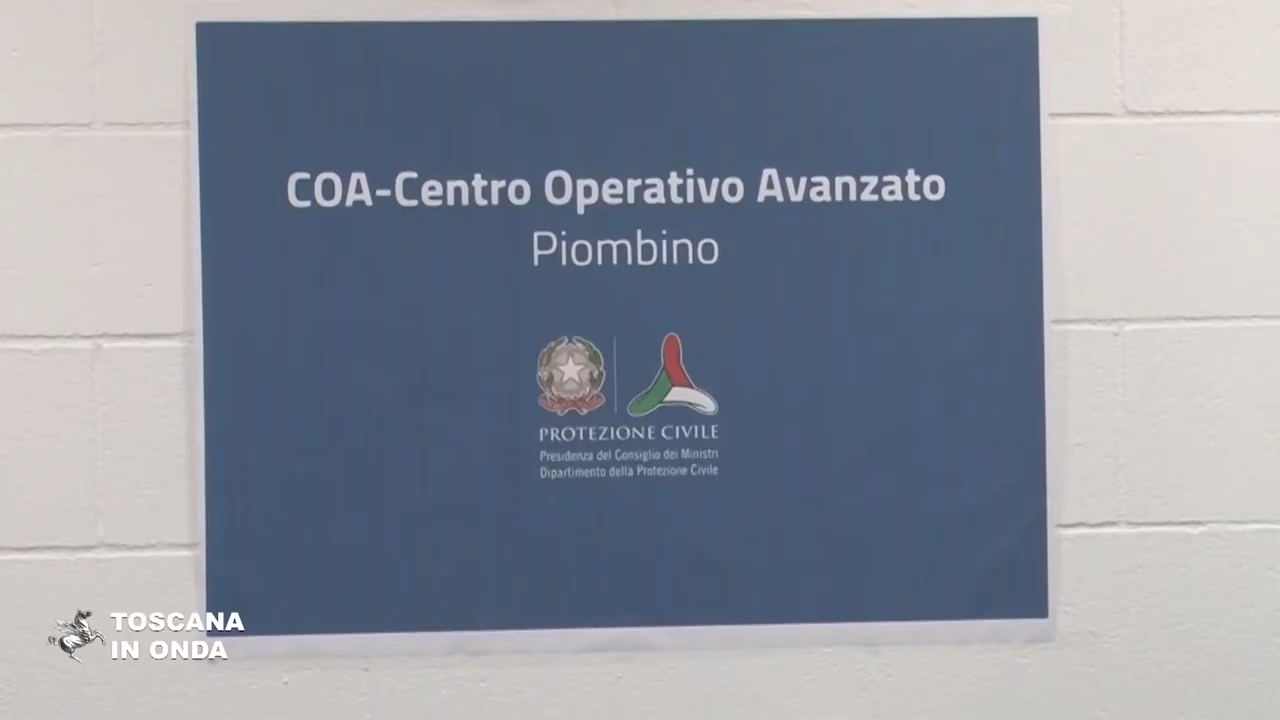 COA-Centro Operativo Avanzato
Piombino
PROTEZIONE CIVILE
Presidenza del Consiglio dei Ministri
Dipartimento della Protezione Civile
TOSCANA
IN ONDA